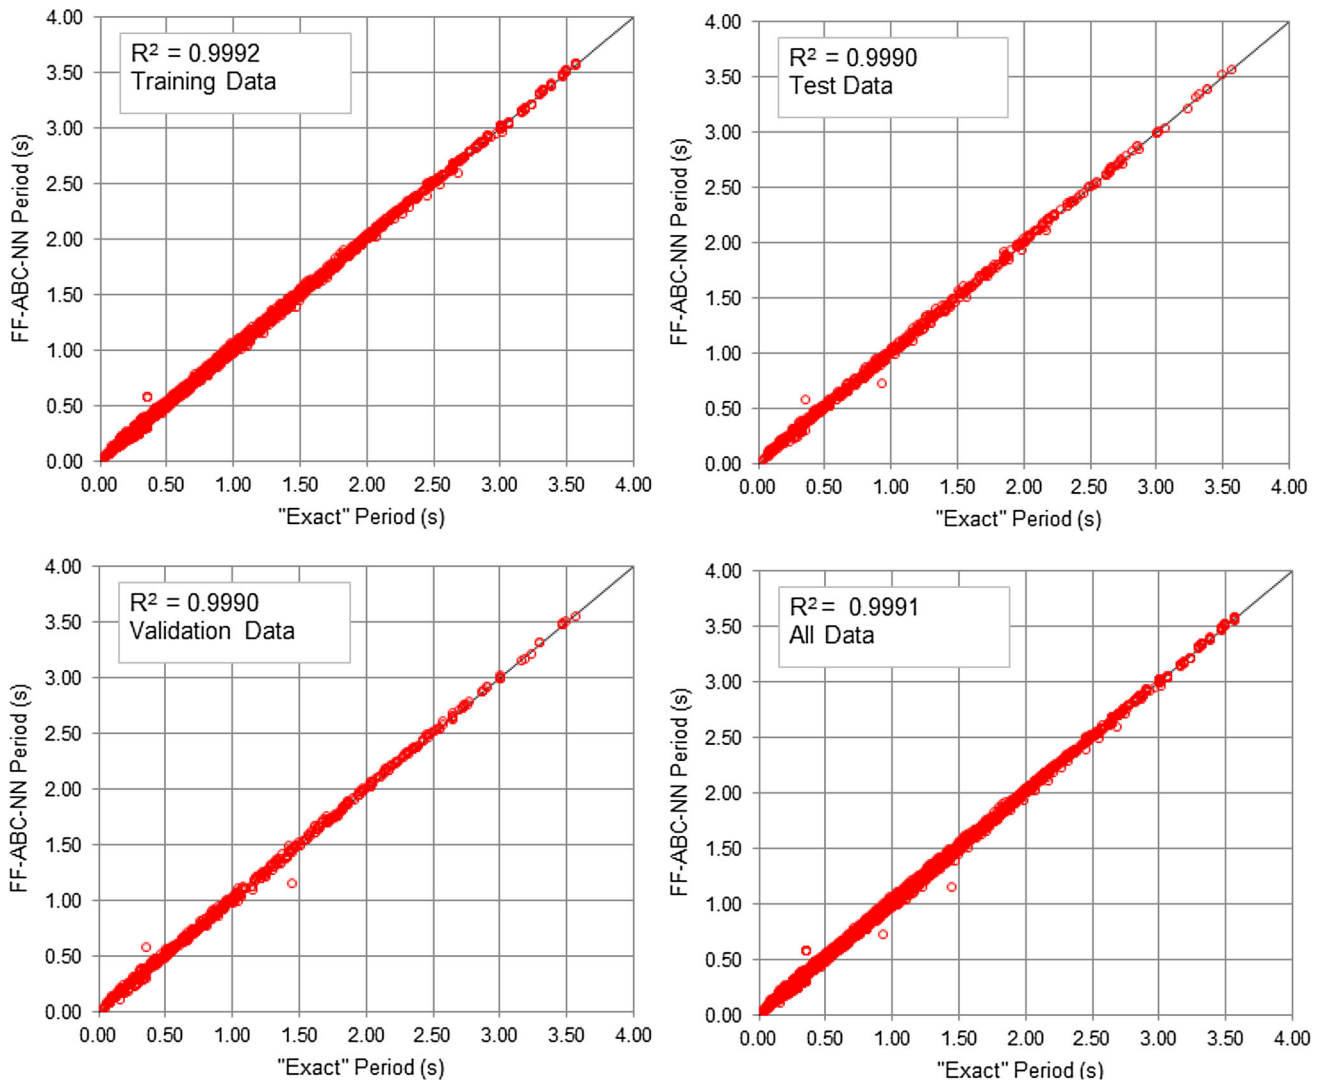 4.00
3.50
3.00
2.50
2.00
1.50
1.00
0.50
0.00
FF-ABC-NN Period (s)
R² = 0.9992
Training Data
0.00 0.50 1.00 1.50 2.00 2.50 3.00 3.50 4.00
"Exact" Period (s)
4.00
3.50
3.00
2.50
2.00
1.50
1.00
0.50
0.00
FF-ABC-NN Period (s)
R² = 0.9990
Test Data
0.00 0.50 1.00 1.50 2.00 2.50 3.00 3.50 4.00
"Exact" Period (s)
4.00
3.50
3.00
2.50
2.00
1.50
1.00
0.50
0.00
FF-ABC-NN Period (s)
R² = 0.9990
Validation Data
0.00 0.50 1.00 1.50 2.00 2.50 3.00 3.50 4.00
"Exact" Period (s)
4.00
3.50
3.00
2.50
2.00
1.50
1.00
0.50
0.00
FF-ABC-NN Period (s)
R² = 0.9991
All Data
0.00 0.50 1.00 1.50 2.00 2.50 3.00 3.50 4.00
"Exact" Period (s)